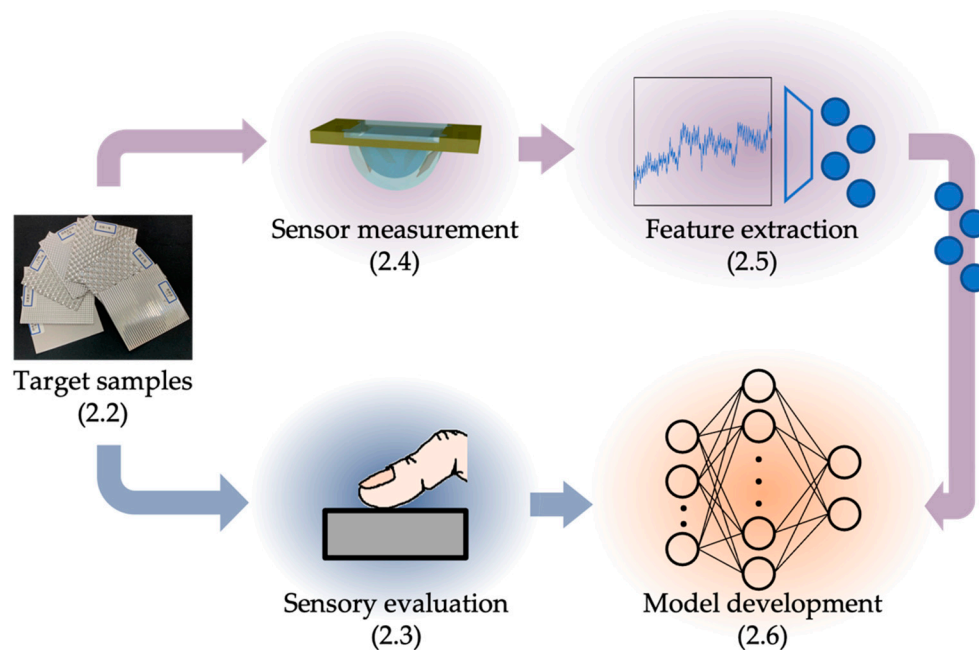 Sensor measurement
(2.4)
Feature extraction
(2.5)
Target samples
(2.2)
Sensory evaluation
(2.3)
Model development
(2.6)